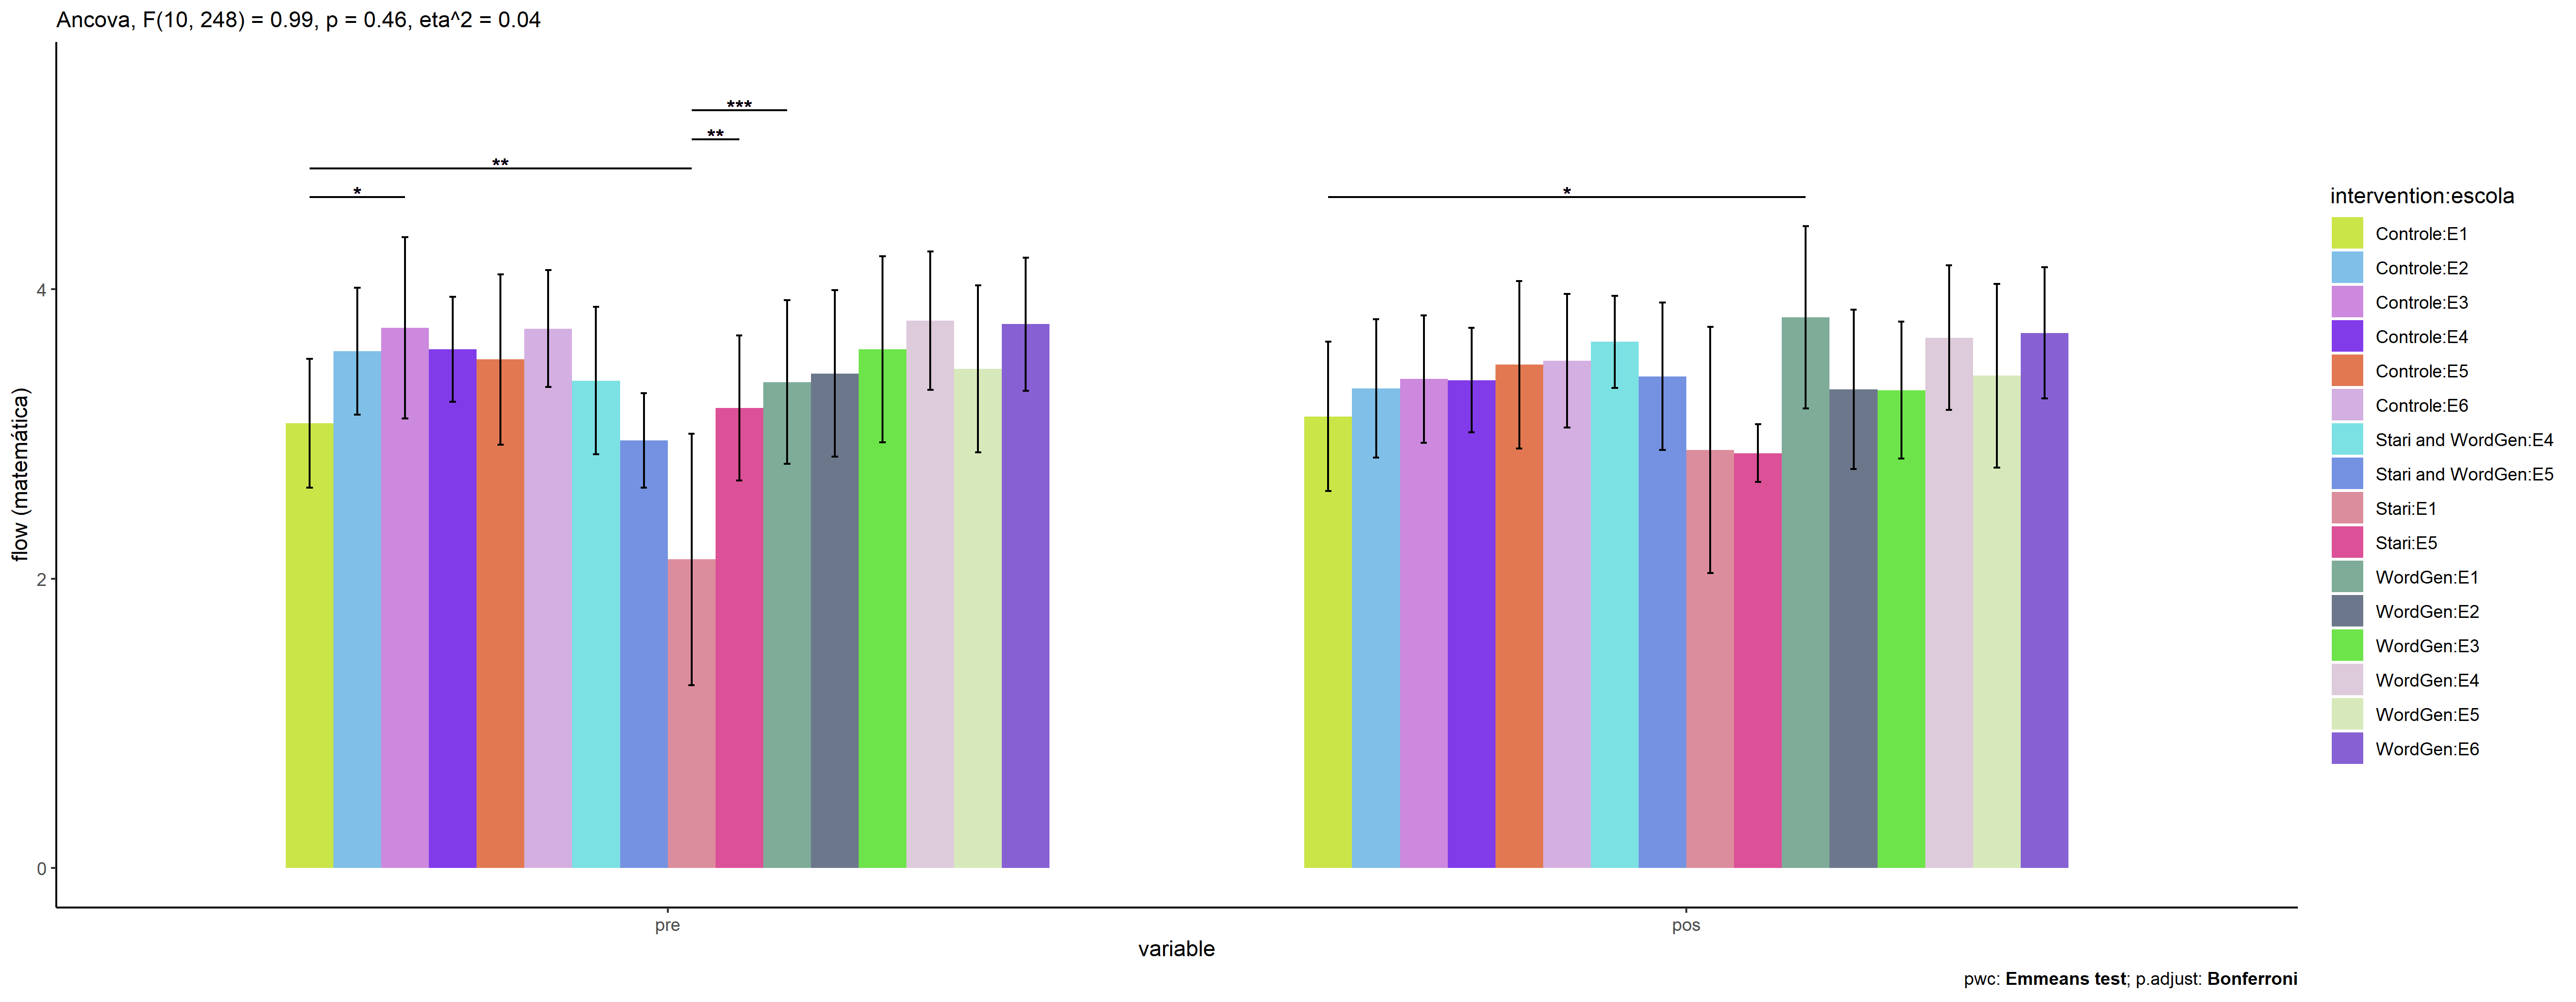 Ancova, F(10, 248) = 0.99, p = 0.46, eta^2 = 0.04
***
**
**
*
*
flow (matemática)
4
2
0
pre
pos
variable
intervention:escola
Controle:E1
Controle:E2
Controle:E3
Controle:E4
Controle:E5
Controle:E6
Stari and WordGen:E4
Stari and WordGen:E5
Stari:E1
Stari:E5
WordGen:E1
WordGen:E2
WordGen:E3
WordGen:E4
WordGen:E5
WordGen:E6
pwc: Emmeans test; p.adjust: Bonferroni